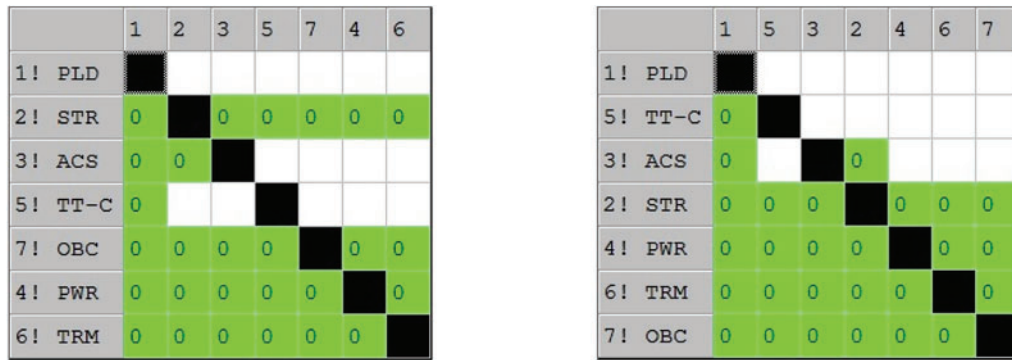 1 2 3 5 7 4 6
1! PLD
2! STR 0 0 0 0 0 0
3! ACS 0 0
5! TT-C 0
7! OBC 0 0 0 0 0 0
4! PWR 0 0 0 0 0 0
6! TRM 0 0 0 0 0 0
1 5 3 2 4 6 7
1! PLD
5! TT-C 0
3! ACS 0 0
2! STR 0 0 0 0 0 0
4! PWR 0 0 0 0 0 0
6! TRM 0 0 0 0 0 0
7! OBC 0 0 0 0 0 0